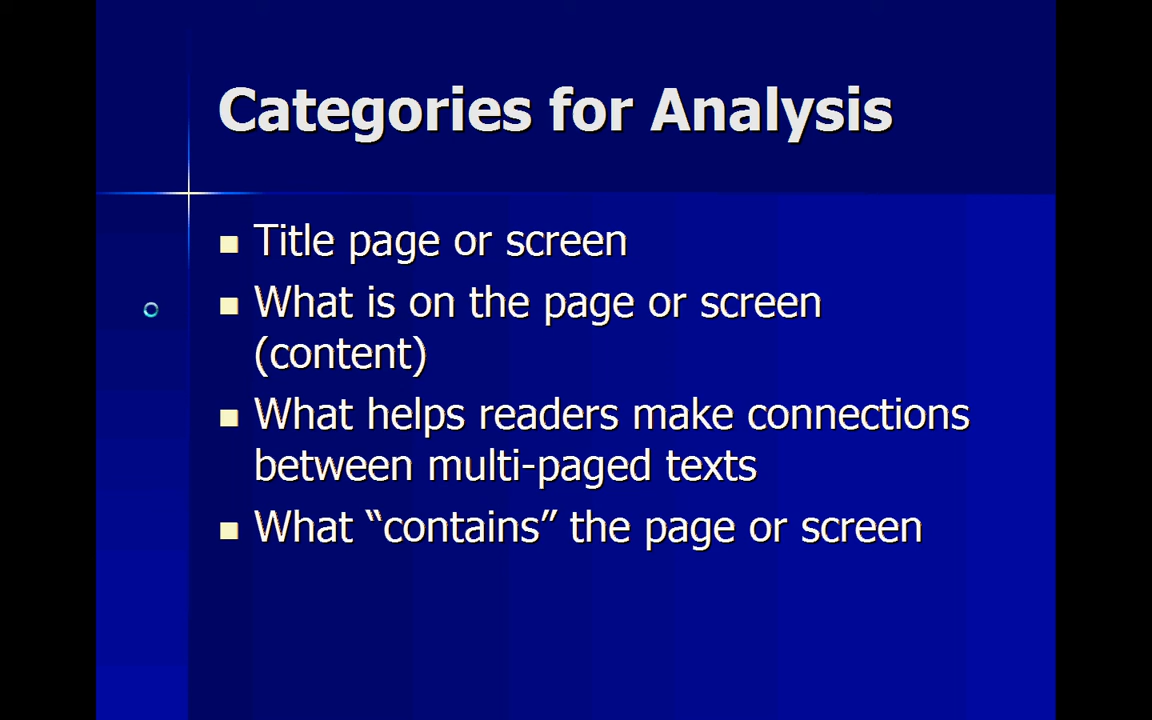 Categories for Analysis
Title page or screen
What is on the page or screen
(content)
What helps readers make connections
between multi-paged texts
What “contains” the page or screen